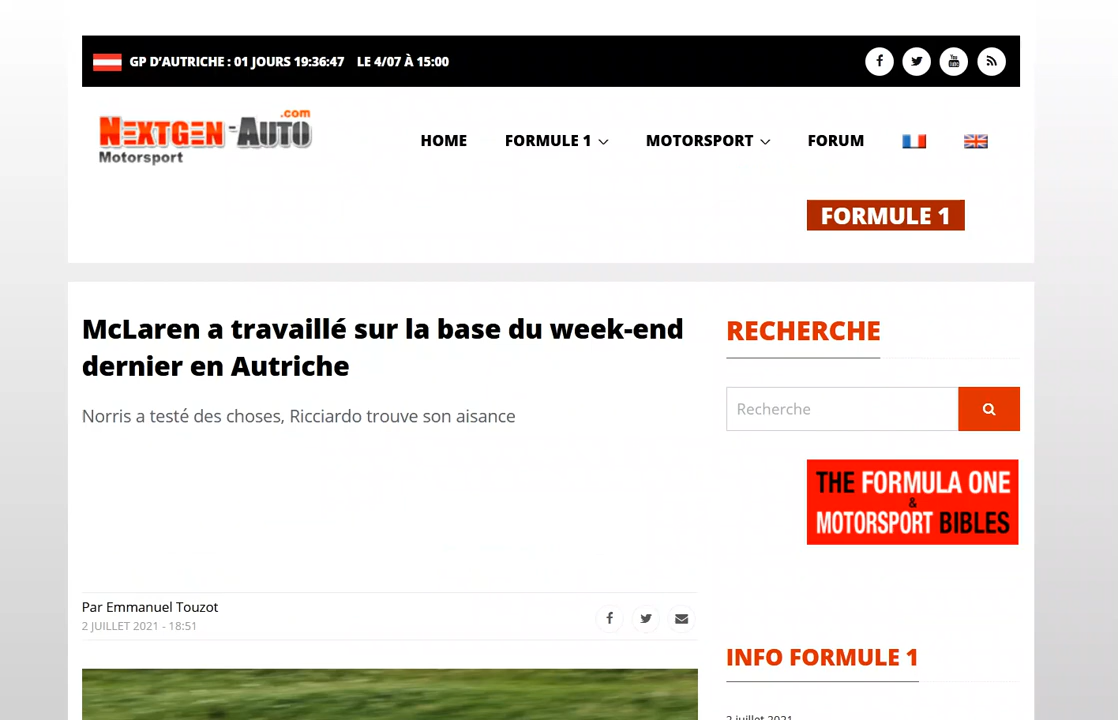 GP D'AUTRICHE : 01 JOURS 19:36:47 LE 4/07 À 15:00
NEXTGEN-AUTO.com
Motorsport
HOME FORMULE 1 MOTORSPORT FORUM
FORMULE 1
McLaren a travaillé sur la base du week-end
dernier en Autriche
Norris a testé des choses, Ricciardo trouve son aisance
Par Emmanuel Touzot
2 JUILLET 2021 - 18:51
RECHERCHE
Recherche
THE FORMULA ONE
&
MOTORSPORT BIBLES
INFO FORMULE 1
2 juillet 2021